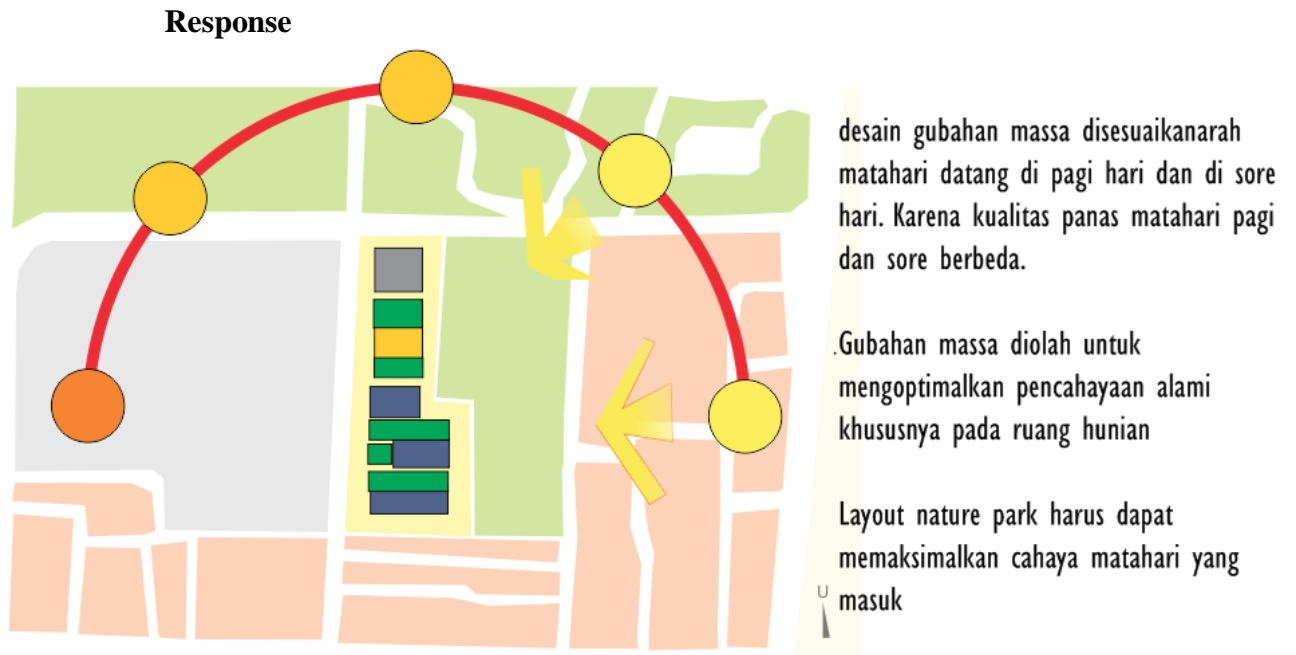 Response
desain gubahan massa disesuaikanarah
matahari datang di pagi hari dan di sore
hari. Karena kualitas panas matahari pagi
dan sore berbeda.
.Gubahan massa diolah untuk
mengoptimalkan pencahayaan alami
khususnya pada ruang hunian
Layout nature park harus dapat
memaksimalkan cahaya matahari yang
masuk
U